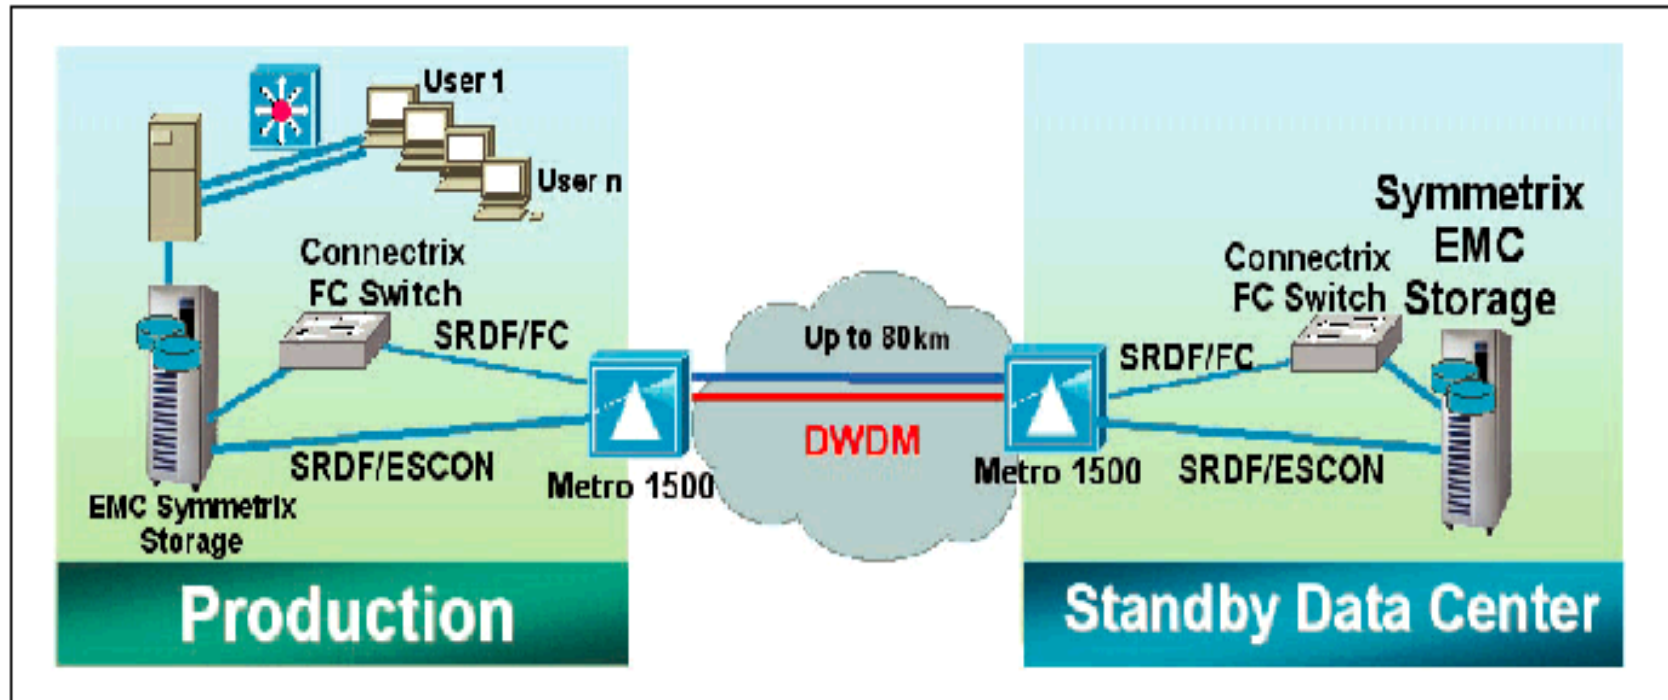 User 1
User n
Connectrix
FC Switch
SRDF/FC
SRDF/ESCON
EMC Symmetrix
Storage
Metro 1500
Up to 80km
DWDM
Metro 1500
SRDF/FC
SRDF/ESCON
Connectrix
FC Switch
Symmetrix
EMC
Storage
Production
Standby Data Center